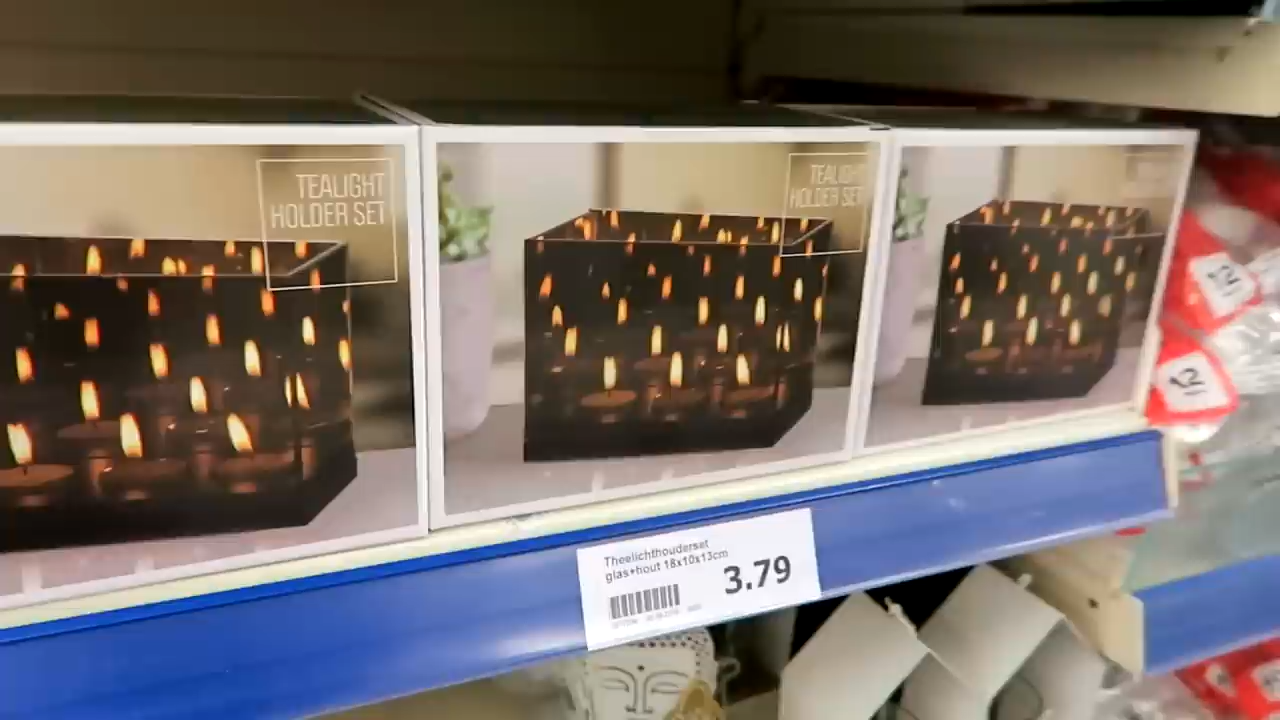 TEALIGHT
HOLDER SET
TEALIGHT
HOLDER SET
12
12
Theelichthouderset
glas+hout 18x10x13cm
3.79